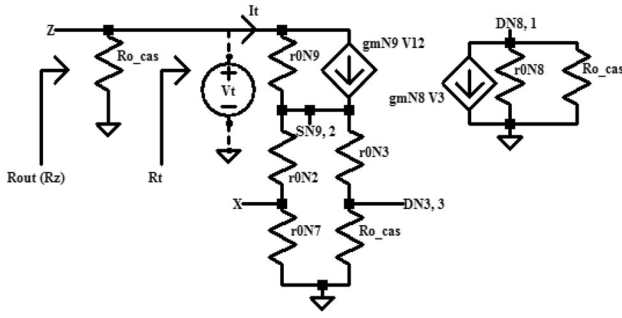 It
Z
Ro_cas
r0N9
gmN9 V12
DN8, 1
r0N8
Ro_cas
gmN8 V3
Vt
SN9, 2
Rout (Rz)
Rt
r0N2
r0N3
X
DN3, 3
r0N7
Ro_cas